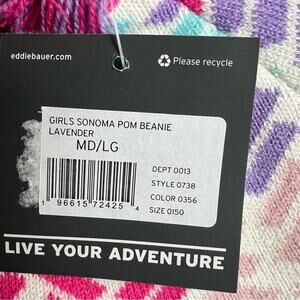 eddiebauer.com
Please recycle
GIRLS SONOMA POM BEANIE
LAVENDER
MD/LG
DEPT 0013
STYLE 0738
COLOR 0356
SIZE 0150
1 96615 72425 4
LIVE YOUR ADVENTURE